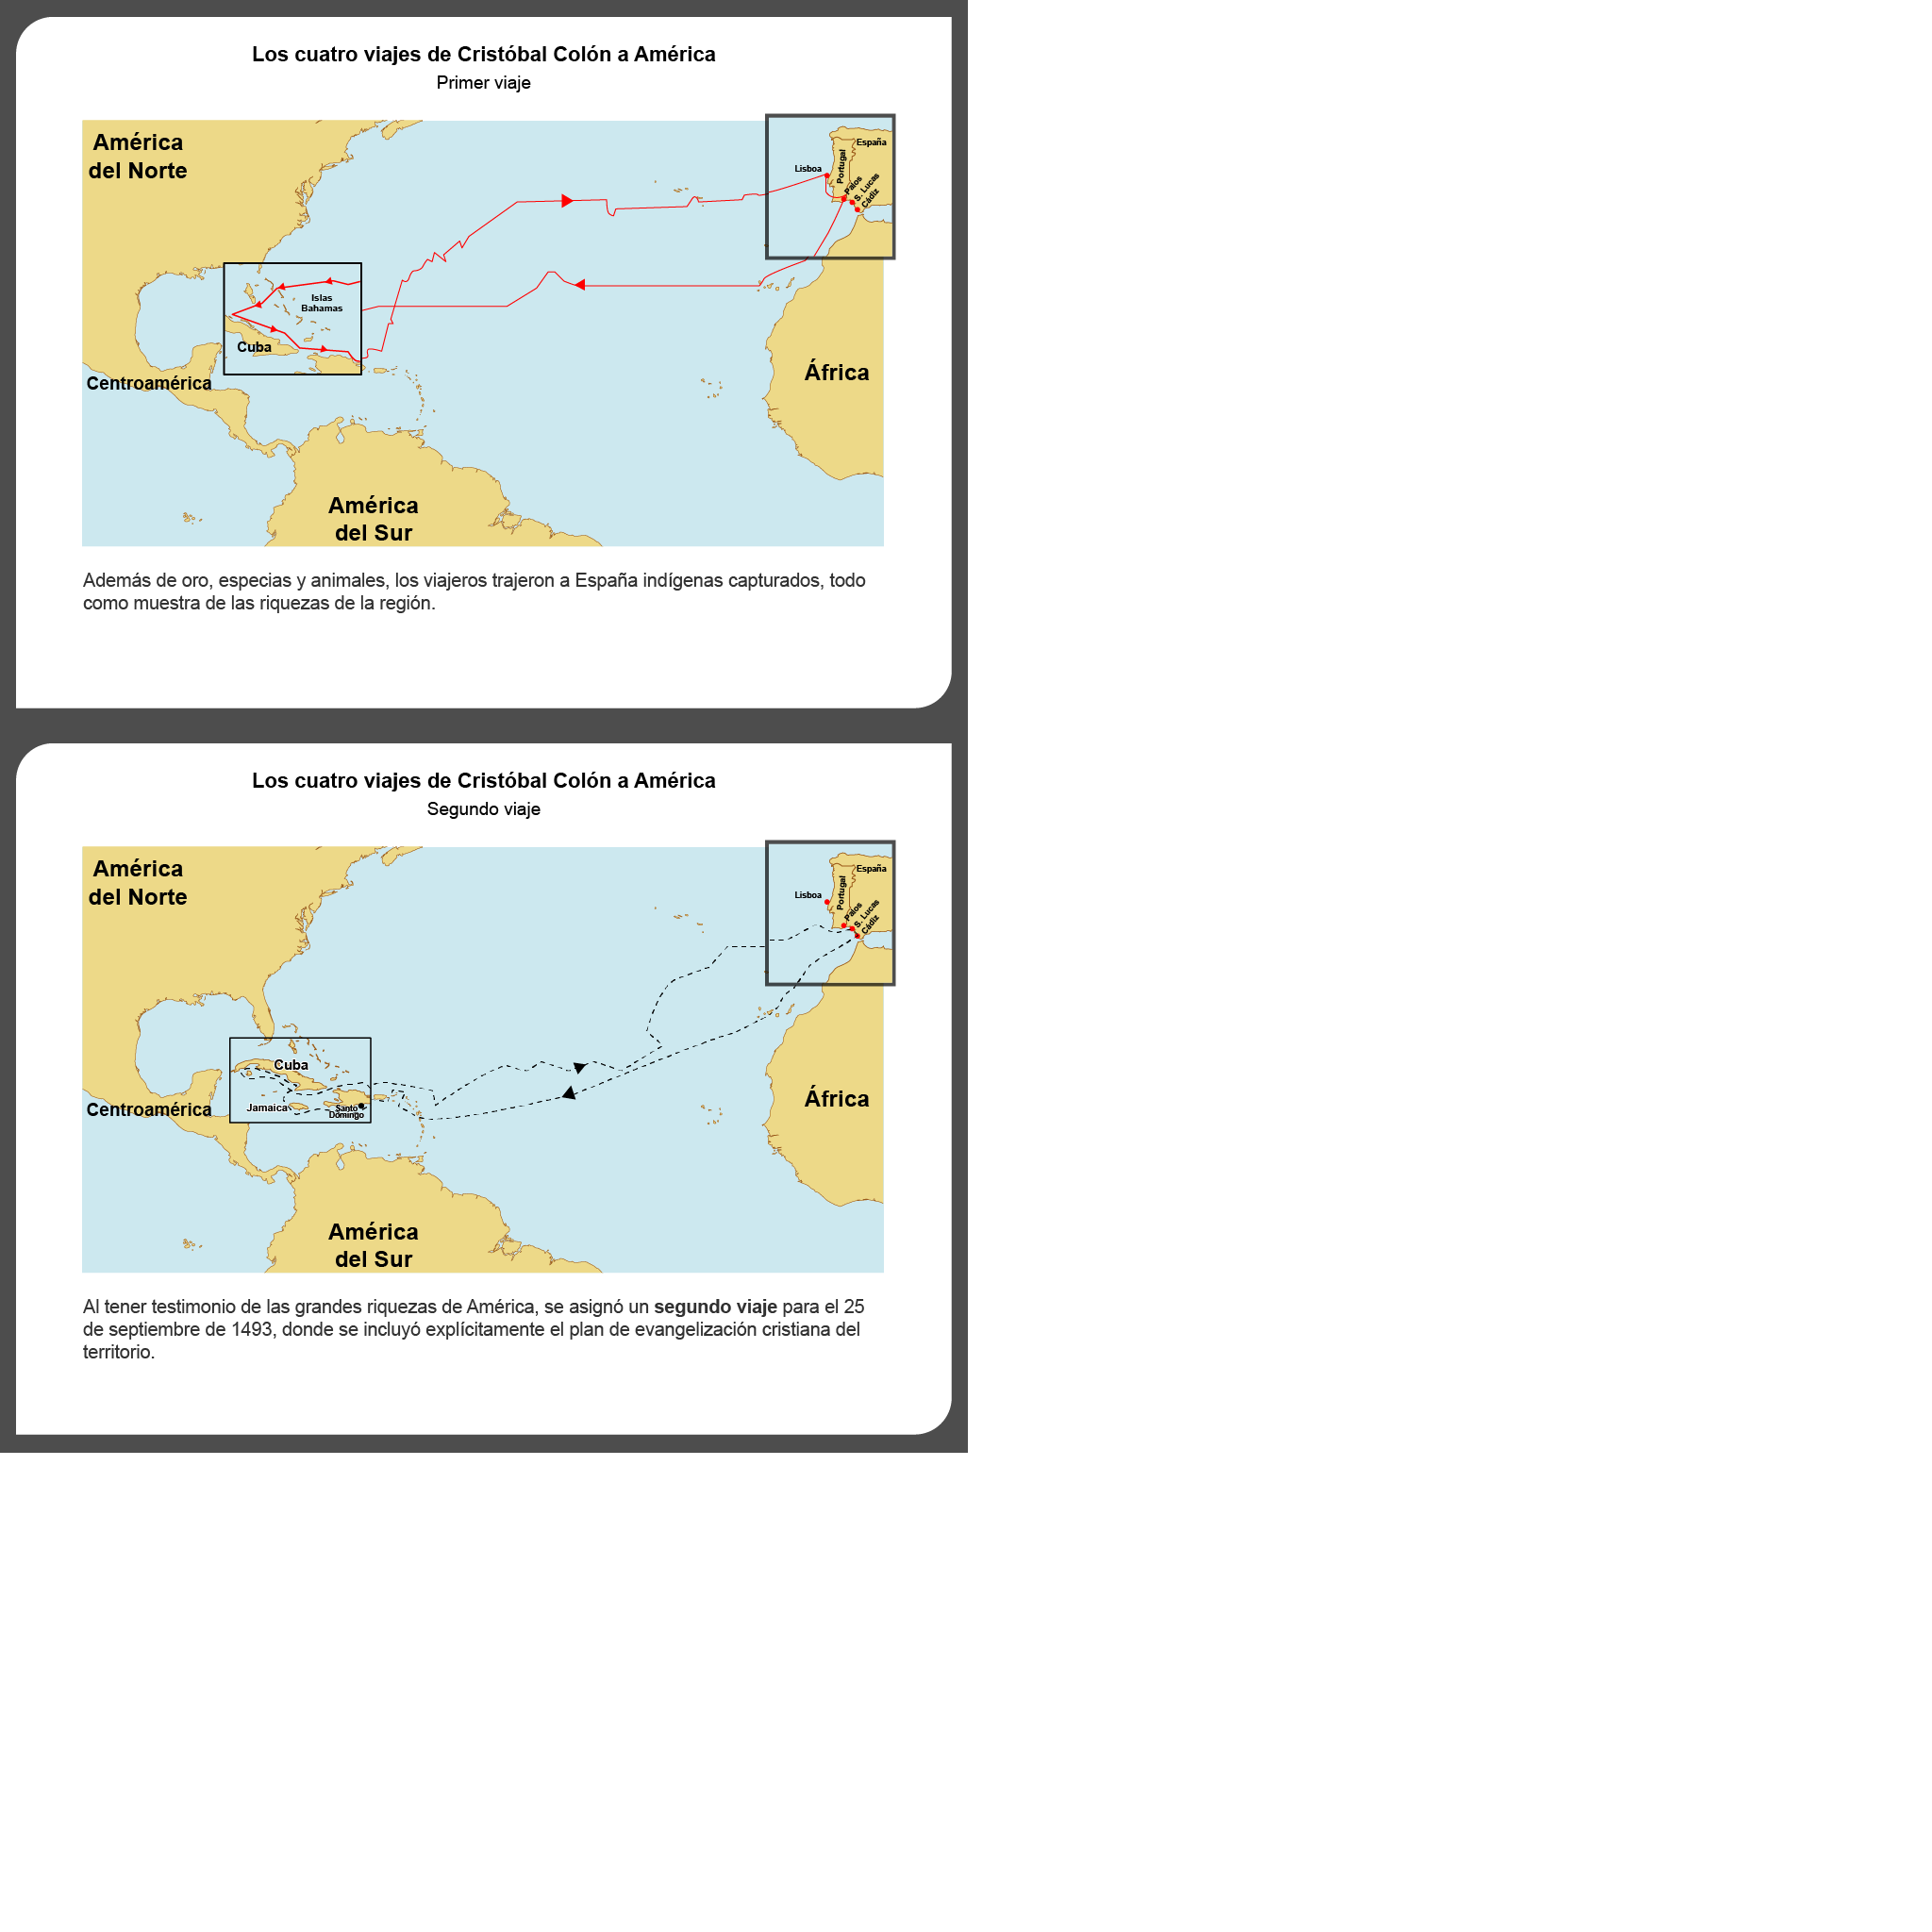 Los cuatro viajes de Cristóbal Colón a América
Primer viaje
América
del Norte
España
Portugal
Lisboa
Palos
S. Lucas
Cádiz
Islas
Bahamas
Cuba
Centroamérica
África
América
del Sur
Además de oro, especias y animales, los viajeros trajeron a España indígenas capturados, todo
como muestra de las riquezas de la región.
Los cuatro viajes de Cristóbal Colón a América
Segundo viaje
América
del Norte
España
Portugal
Lisboa
Palos
S. Lucas
Cádiz
Cuba
Jamaica
Santo
Domingo
Centroamérica
África
América
del Sur
Al tener testimonio de las grandes riquezas de América, se asignó un segundo viaje para el 25
de septiembre de 1493, donde se incluyó explícitamente el plan de evangelización cristiana del
territorio.